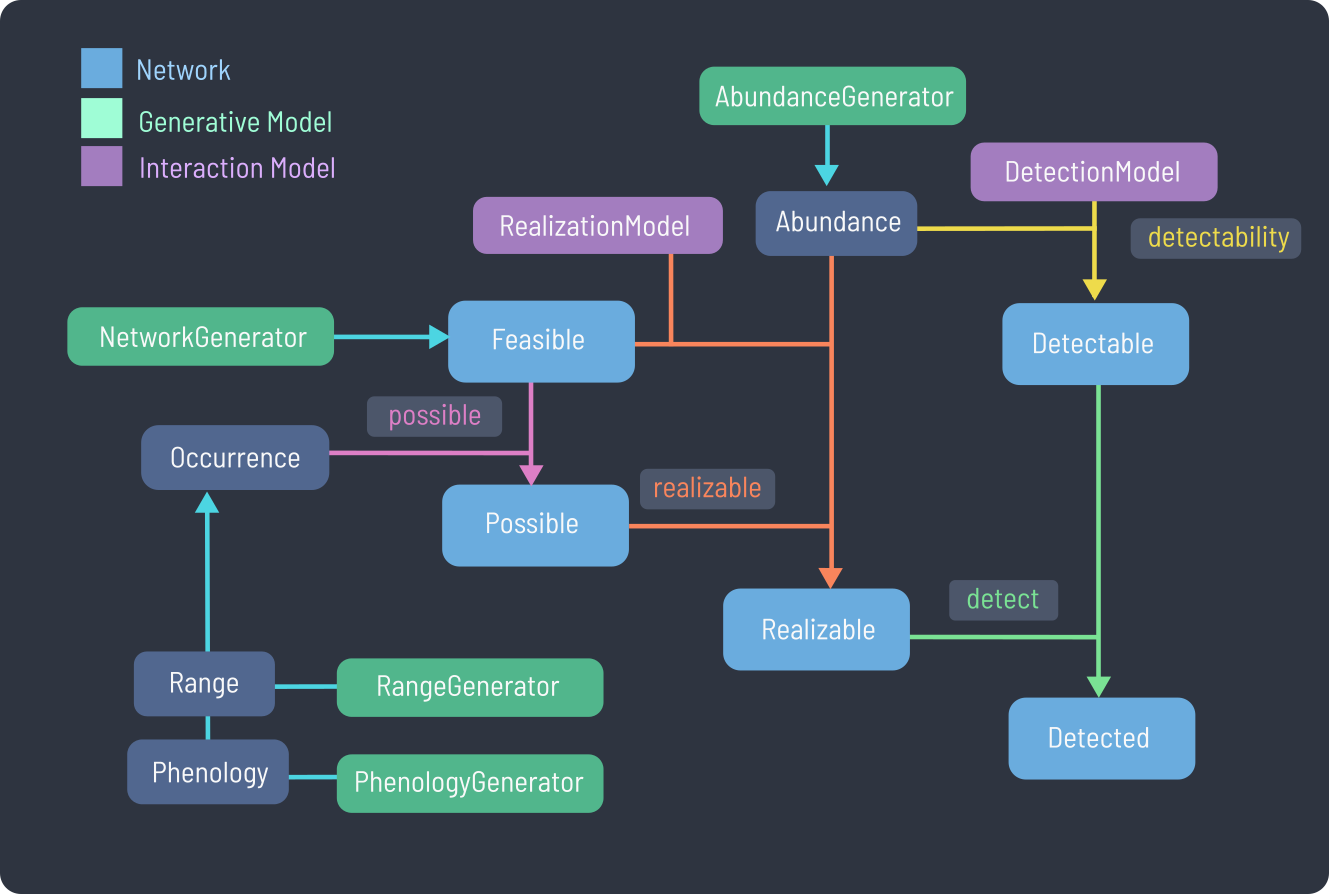 Network
Generative Model
Interaction Model
AbundanceGenerator
DetectionModel
RealizationModel
Abundance
detectability
NetworkGenerator
Feasible
Detectable
possible
Occurrence
realizable
Possible
detect
Realizable
Range
RangeGenerator
Detected
Phenology
PhenologyGenerator